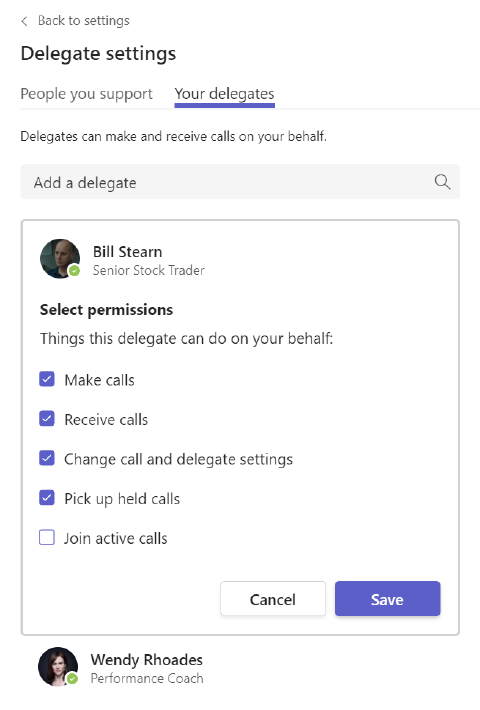 Back to settings
Delegate settings
People you support Your delegates
Delegates can make and receive calls on your behalf.
Add a delegate
Bill Stearn
Senior Stock Trader
Select permissions
Things this delegate can do on your behalf:
Make calls
Receive calls
Change call and delegate settings
Pick up held calls
Join active calls
Cancel Save
Wendy Rhoades
Performance Coach